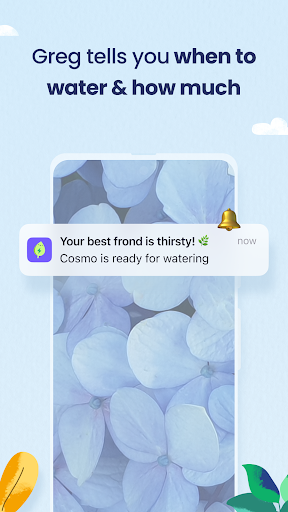 Greg tells you when to
water & how much
Your best frond is thirsty! 🌿
now
Cosmo is ready for watering